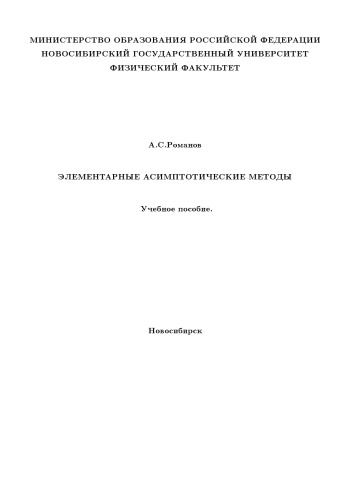 МИНИСТЕРСТВО ОБРАЗОВАНИЯ РОССИЙСКОЙ ФЕДЕРАЦИИ
НОВОСИБИРСКИЙ ГОСУДАРСТВЕННЫЙ УНИВЕРСИТЕТ
ФИЗИЧЕСКИЙ ФАКУЛЬТЕТ
А.С.Романов
ЭЛЕМЕНТАРНЫЕ АСИМПТОТИЧЕСКИЕ МЕТОДЫ
Учебное пособие.
Новосибирск